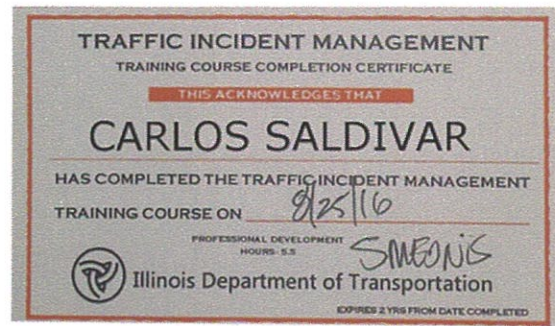 TRAFFIC INCIDENT MANAGEMENT
TRAINING COURSE COMPLETION CERTIFICATE
THIS ACKNOWLEDGES THAT
CARLOS SALDIVAR
HAS COMPLETED THE TRAFFIC INCIDENT MANAGEMENT
TRAINING COURSE ON 8/25/16
PROFESSIONAL DEVELOPMENT
HOURS- 5.5
Illinois Department of Transportation
EXPIRES 2 YRS FROM DATE COMPLETED